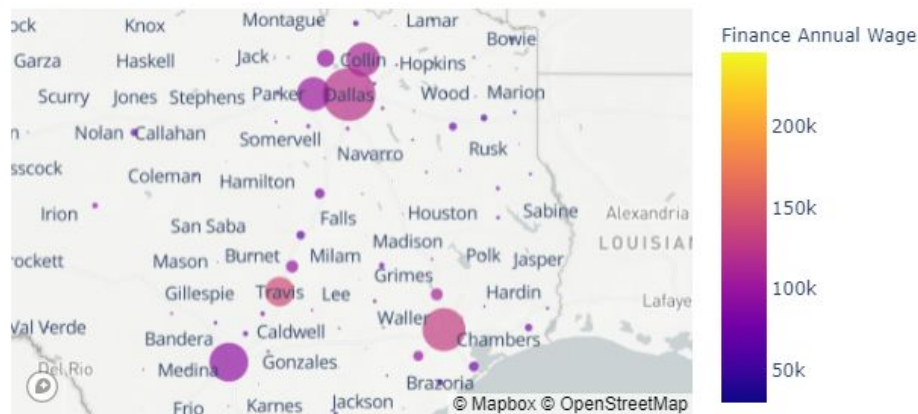 ock Knox Montague Lamar
Bowie
Garza Haskell Jack Collin Hopkins
Scurry Jones Stephens Parker Dallas Wood Marion
n Nolan Callahan Somervell Navarro Rusk
sscock Coleman Hamilton
Irion San Saba Falls Houston Sabine Alexandria
LOUISIAN
rockett Mason Burnet Milam Madison Polk Jasper
Grimes
Gillespie Travis Lee Hardin
Waller Lafaye
Val Verde Bandera Caldwell Chambers
Del Rio Medina Gonzales
Brazoria
Frio Karnes Jackson © Mapbox © OpenStreetMap
Finance Annual Wage
200k
150k
100k
50k